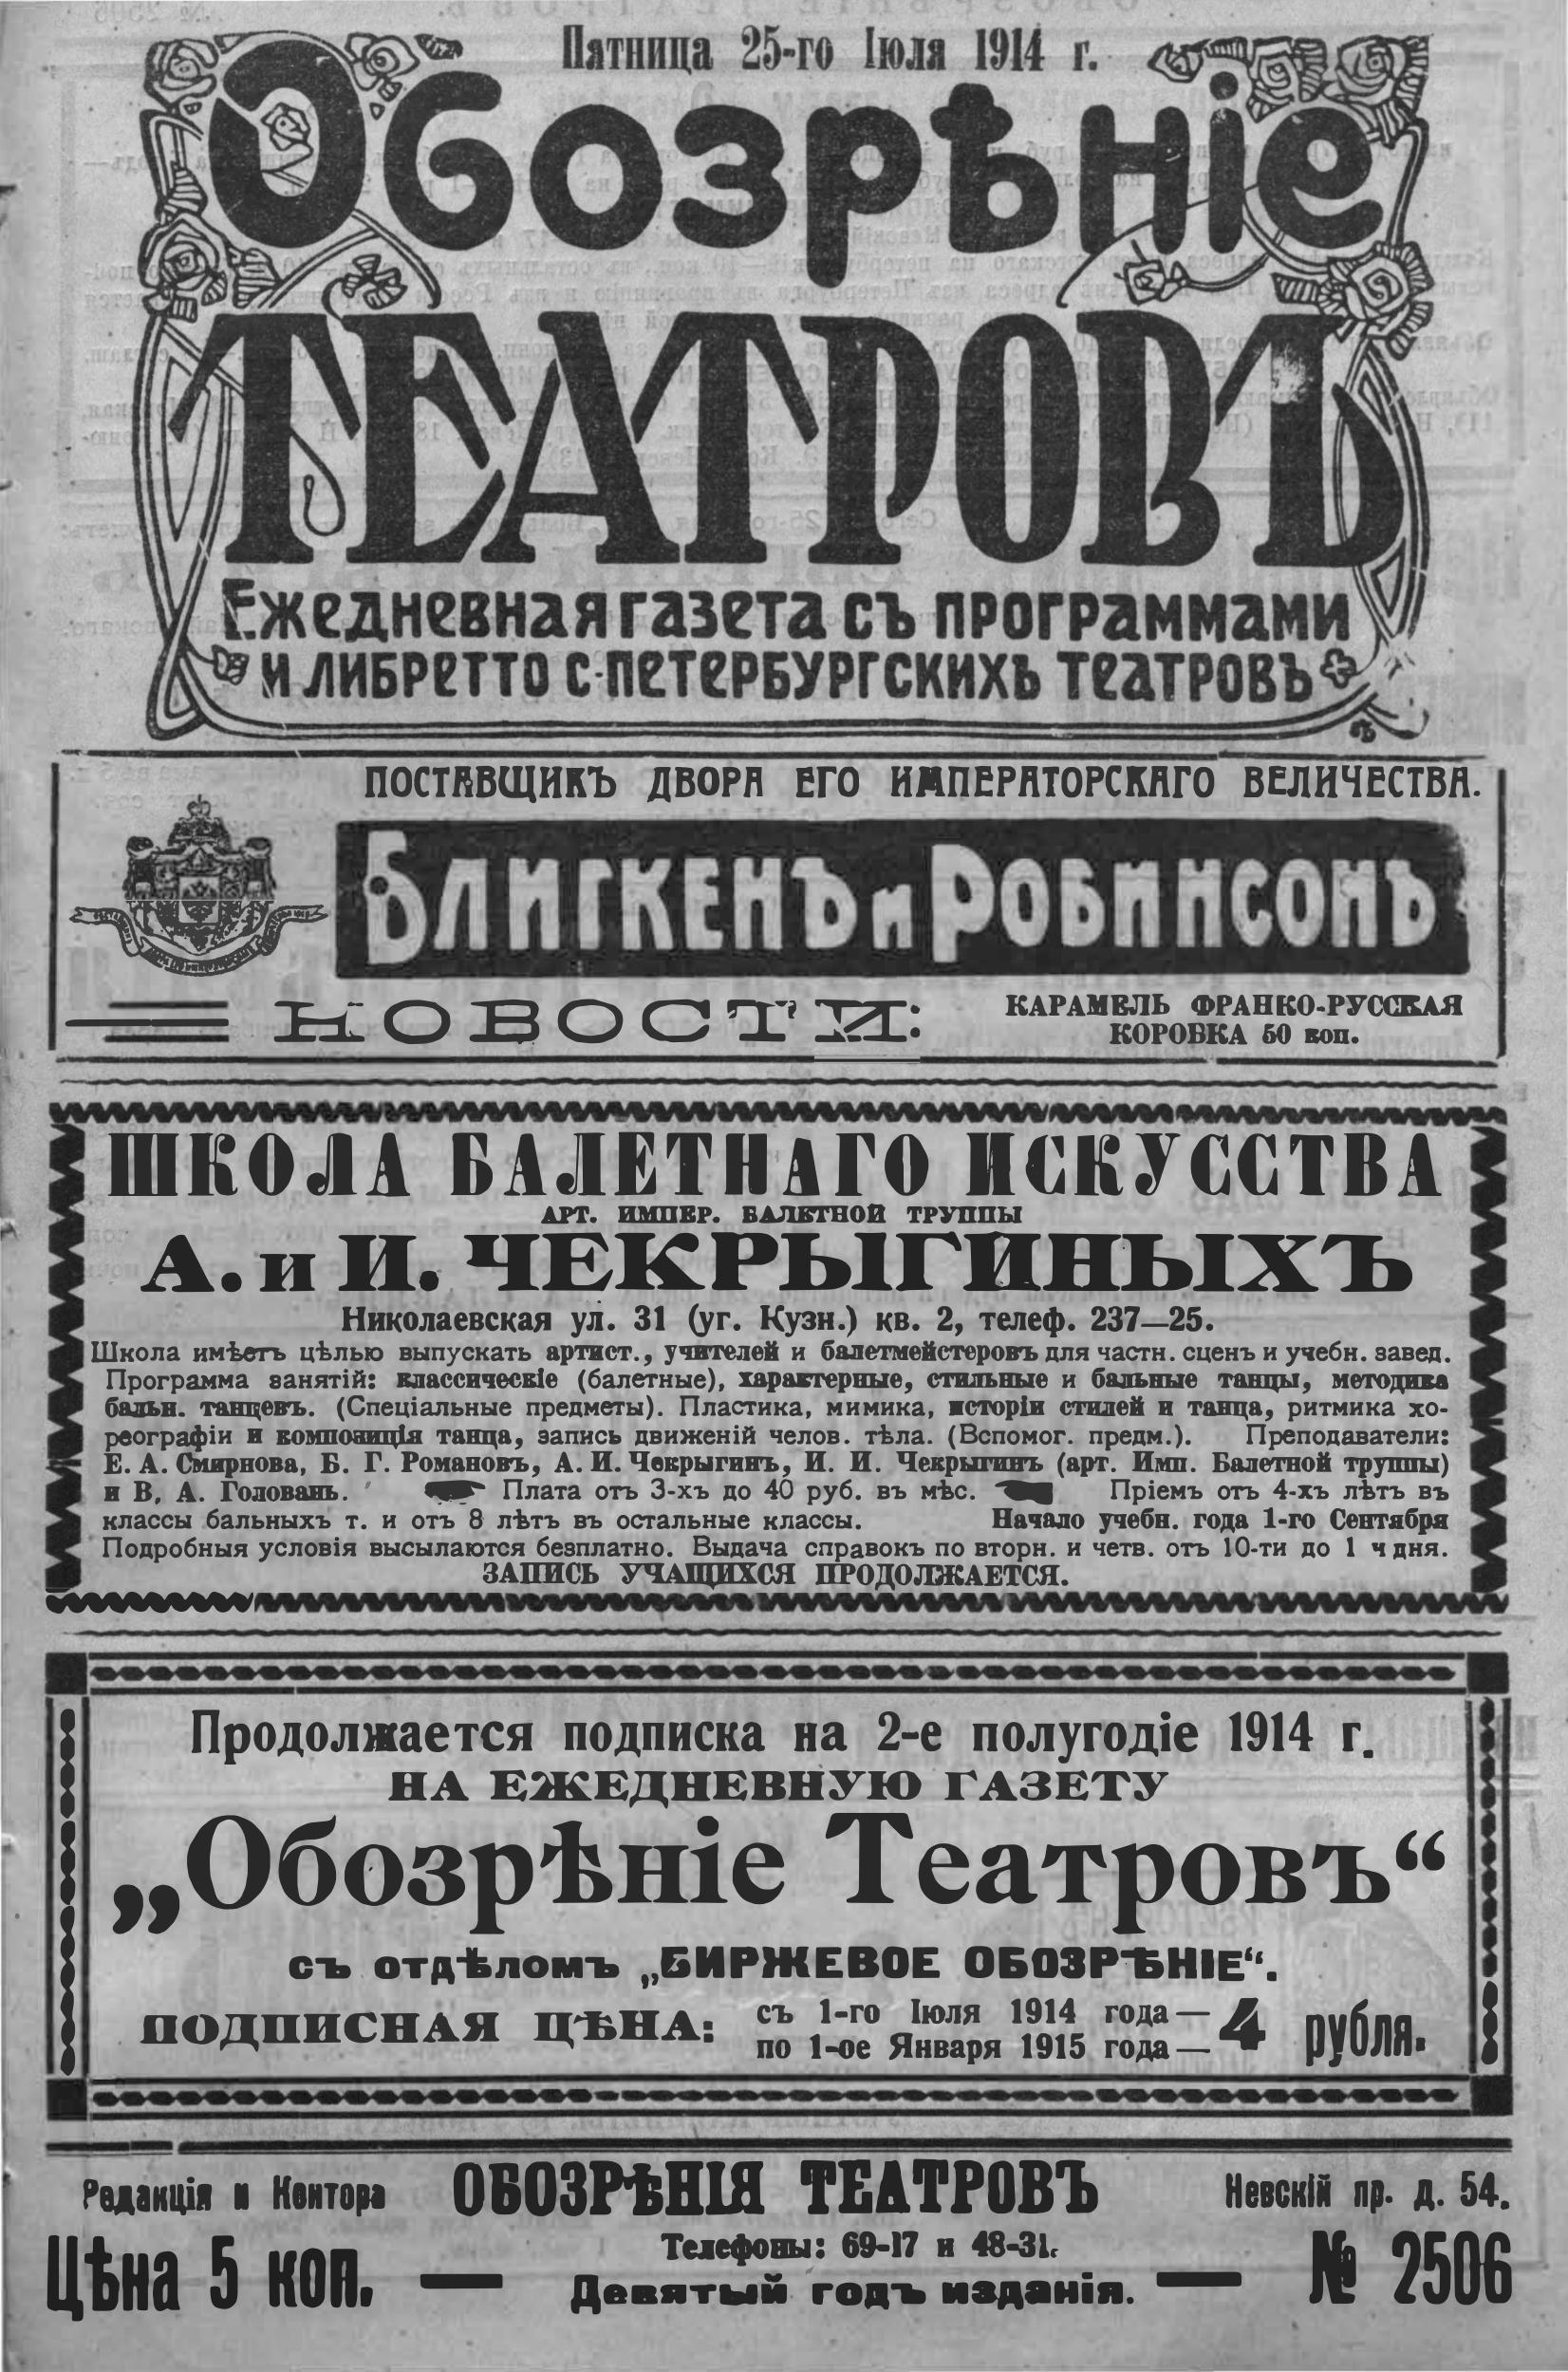 Пятница 25-го Іюля 1914 г.
Обозрѣніе
ТЕАТРОВЪ
Ежедневная газета съ программами
и либретто С-Петербургскихъ театровъ
ПОСТАВЩИКЪ ДВОРА ЕГО ИМПЕРАТОРСКАГО ВЕЛИЧЕСТВА.
БЛИГКЕНЪ и РОБИНСОНЪ
НОВОСТИ:
КАРАМЕЛЬ ФРАНКО-РУССКАЯ
КОРОБКА 50 коп.
ШКОЛА БАЛЕТНАГО ИСКУССТВА
АРТ. ИМПЕР. БАЛЕТНОЙ ТРУППЫ
А. и И. ЧЕКРЫГИНЫХЪ
Николаевская ул. 31 (уг. Кузн.) кв. 2, телеф. 237—25.
Школа имѣетъ цѣлью выпускать артист., учителей и балетмейстеровъ для частн. сценъ и учебн. завед.
Программа занятій: классическіе (балетные), характерные, стильные и бальные танцы, методика
бальн. танцевъ. (Спеціальные предметы). Пластика, мимика, исторіи стилей и танца, ритмика хо-
реографіи и композиція танца, запись движеній челов. тѣла. (Вспомог. предм.). Преподаватели:
Е. А. Смирнова, Б. Г. Романовъ, А. И. Чекрыгинъ, И. И. Чекрыгинъ (арт. Имп. Балетной труппы)
и В. А. Головань. Плата отъ 3-хъ до 40 руб. въ мѣс. Пріемъ отъ 4-хъ лѣтъ въ
классы бальныхъ т. и отъ 8 лѣтъ въ остальные классы. Начало учебн. года 1-го Сентября
Подробныя условія высылаются безплатно. Выдача справокъ по вторн. и четв. отъ 10-ти до 1 ч дня.
ЗАПИСЬ УЧАЩИХСЯ ПРОДОЛЖАЕТСЯ.
Продолжается подписка на 2-е полугодіе 1914 г.
НА ЕЖЕДНЕВНУЮ ГАЗЕТУ
„Обозрѣніе Театровъ“
съ отдѣломъ „БИРЖЕВОЕ ОБОЗРѢНІЕ“.
ПОДПИСНАЯ ЦѢНА: съ 1-го Іюля 1914 года—
по 1-ое Января 1915 года— 4 рубля.
Редакція и Контора ОБОЗРѢНІЯ ТЕАТРОВЪ Невскій пр. д. 54.
Телефоны: 69-17 и 48-31.
Цѣна 5 коп. — Девятый годъ изданія. — № 2506